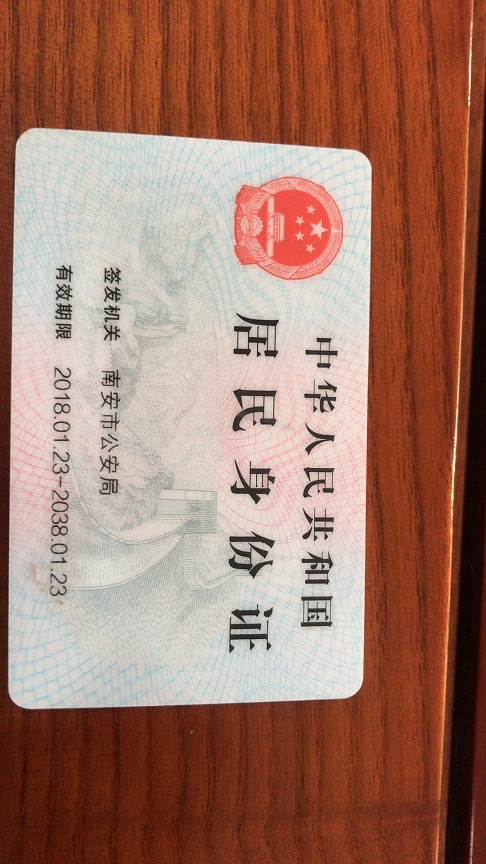 中华人民共和国
居民身份证
签发机关 南安市公安局
有效期限 2018.01.23-2038.01.23